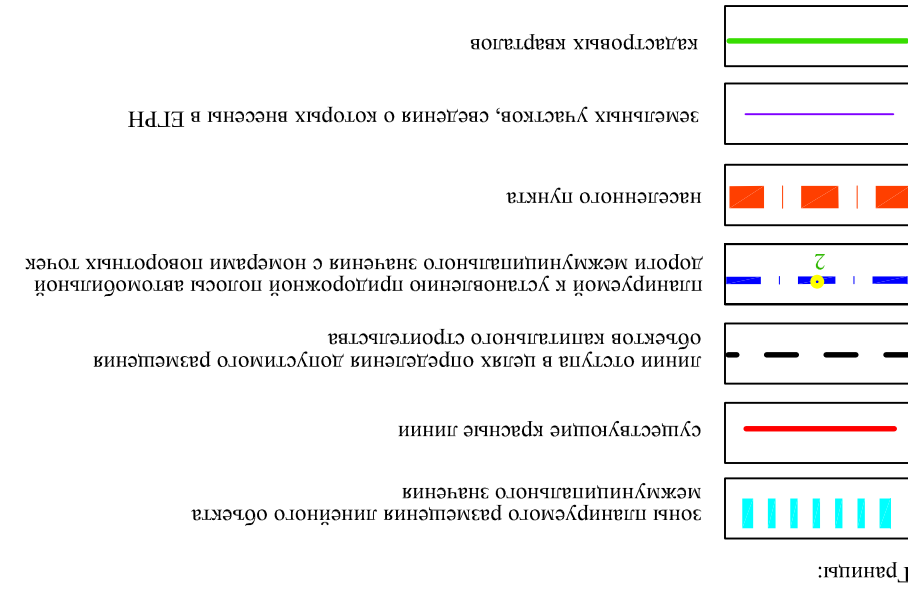 Границы:
зоны планируемого размещения линейного объекта
межмуниципального значения
существующие красные линии
линии отступа в целях определения допустимого размещения
объектов капитального строительства
планируемой к установлению придорожной полосы автомобильной
дороги межмуниципального значения с номерами поворотных точек
2
населенного пункта
земельных участков, сведения о которых внесены в ЕГРН
кадастровых кварталов